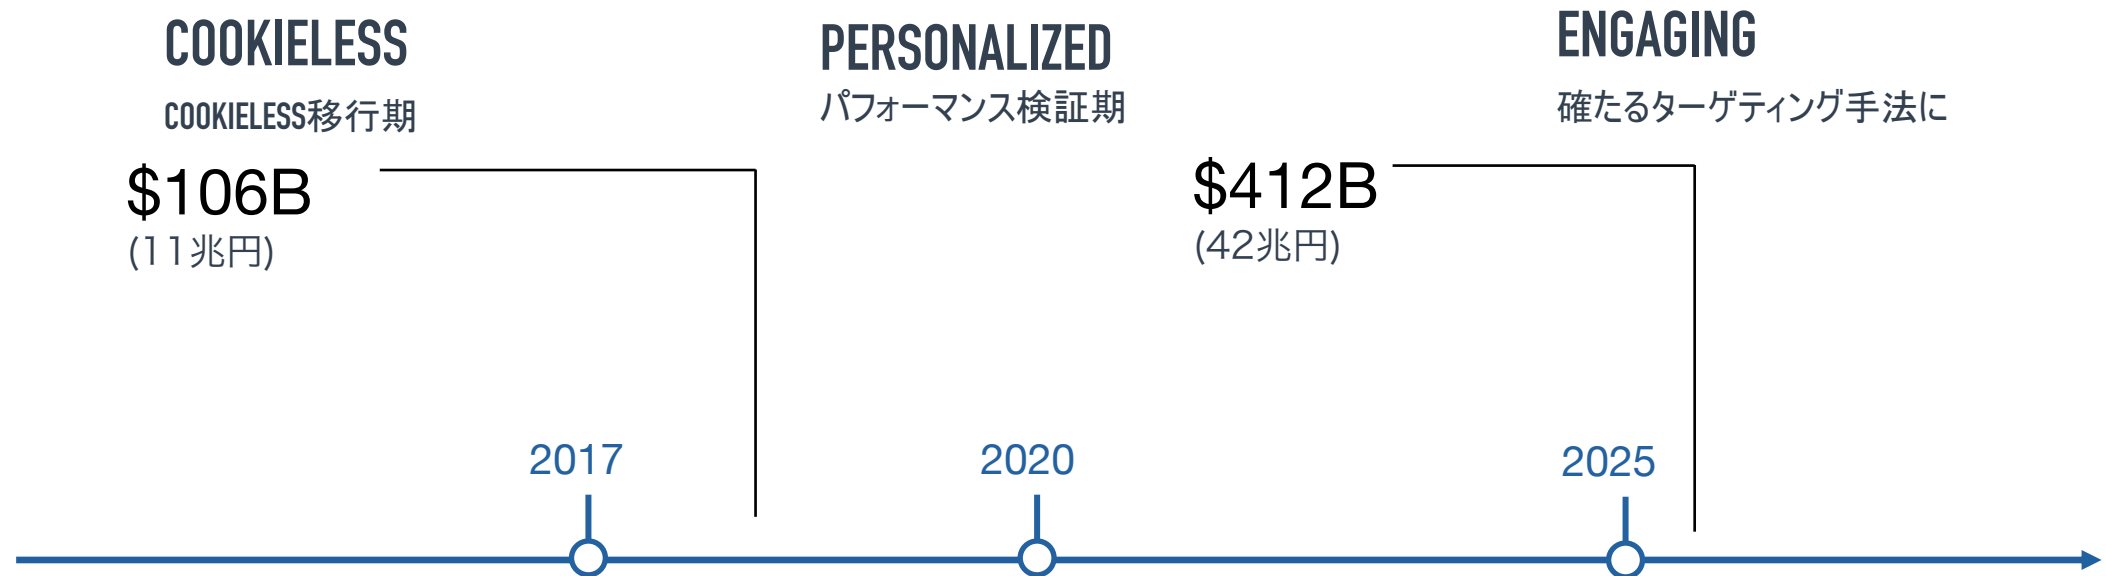 COOKIELESS
COOKIELESS移行期
$106B
(11兆円)
PERSONALIZED
パフォーマンス検証期
ENGAGING
確たるターゲティング手法に
$412B
(42兆円)
2017
2020
2025